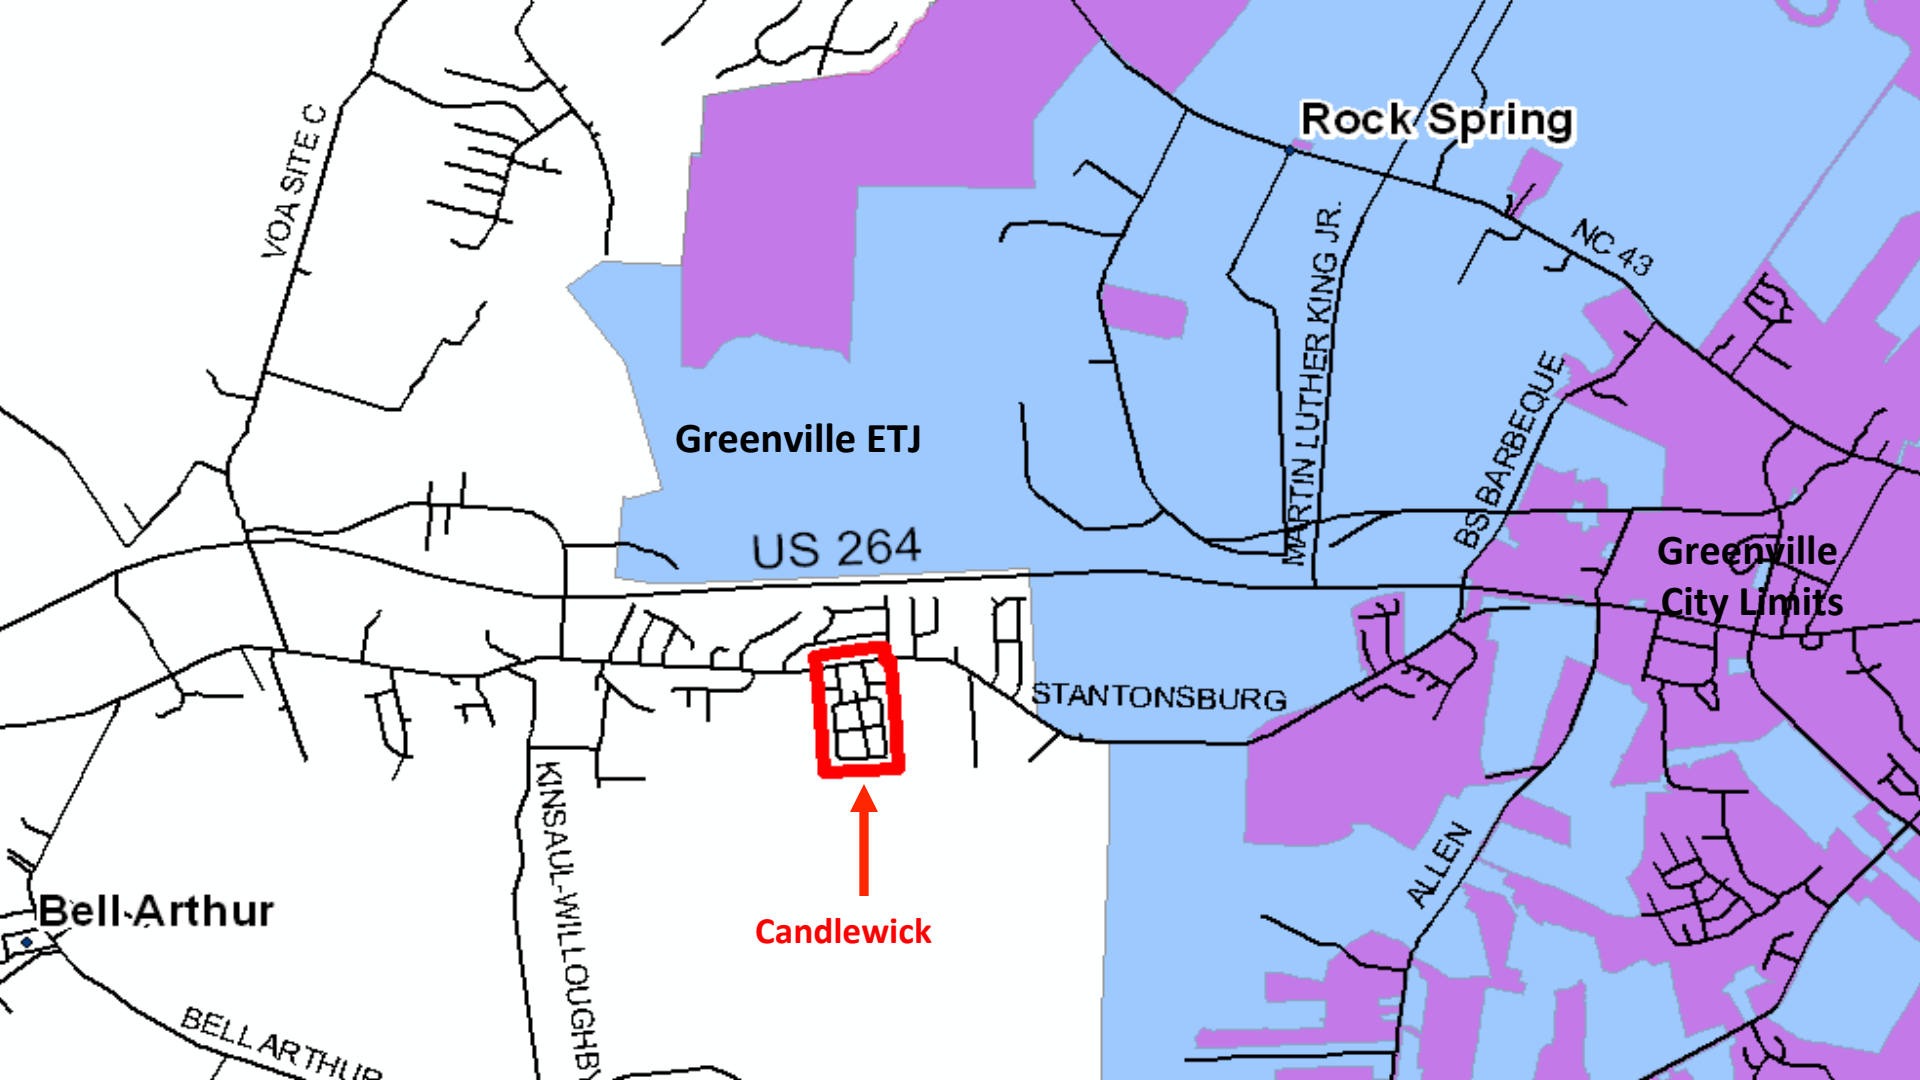 Rock Spring
VOA SITE C
NC 43
MARTIN LUTHER KING JR.
BS BARBEQUE
Greenville ETJ
US 264
Greenville
City Limits
STANTONSBURG
KINSAUL-WILLOUGHBY
ALLEN
Bell Arthur
Candlewick
BELL ARTHUR